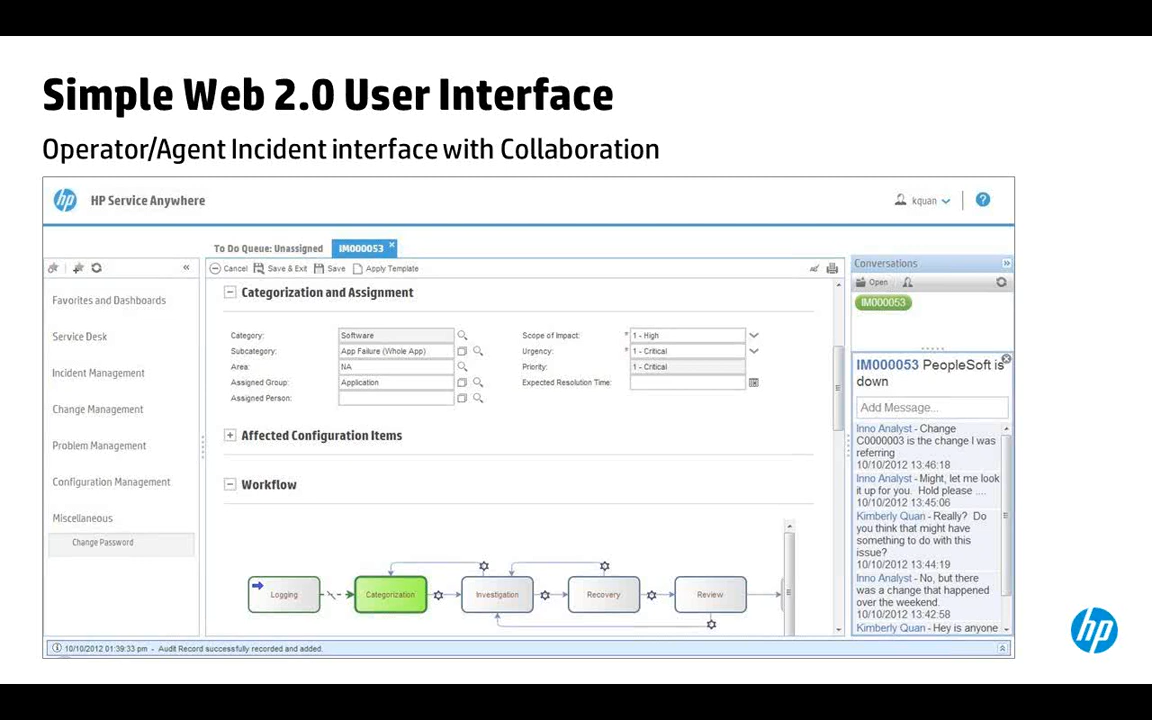 Simple Web 2.0 User Interface
Operator/Agent Incident interface with Collaboration
hp
HP Service Anywhere
kquan
?
To Do Queue: Unassigned
IM000053 ×
«
Cancel Save & Exit Save Apply Template
Favorites and Dashboards
Service Desk
Incident Management
Change Management
Problem Management
Configuration Management
Miscellaneous
Change Password
Categorization and Assignment
Category: Software
Subcategory: App Failure (Whole App)
Area: NA
Assigned Group: Application
Assigned Person:
Scope of Impact: * 1 - High
Urgency: * 1 - Critical
Priority: 1 - Critical
Expected Resolution Time:
Affected Configuration Items
Workflow
Logging
Categorization
Investigation
Recovery
Review
Conversations »
Open
IM000053
IM000053 PeopleSoft is
down
Add Message...
Inno Analyst - Change
C0000003 is the change I was
referring
10/10/2012 13:46:18
Inno Analyst - Might, let me look
it up for you. Hold please ....
10/10/2012 13:45:06
Kimberly Quan - Really? Do
you think that might have
something to do with this
issue?
10/10/2012 13:44:19
Inno Analyst - No, but there
was a change that happened
over the weekend.
10/10/2012 13:42:58
Kimberly Quan - Hey is anyone
10/10/2012 01:39:33 pm - Audit Record successfully recorded and added.
hp